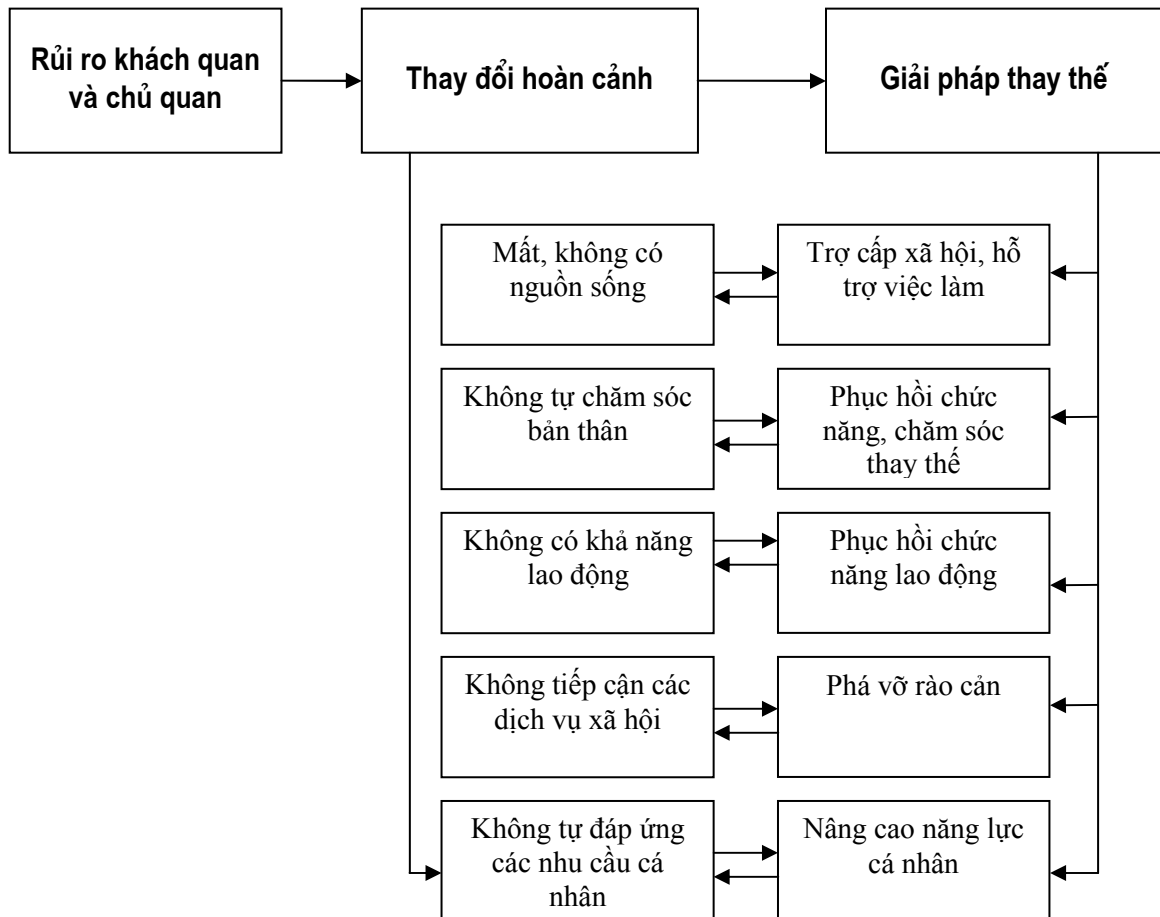 Rủi ro khách quan
và chủ quan
Thay đổi hoàn cảnh
Giải pháp thay thế
Mất, không có
nguồn sống
Trợ cấp xã hội, hỗ
trợ việc làm
Không tự chăm sóc
bản thân
Phục hồi chức
năng, chăm sóc
thay thế
Không có khả năng
lao động
Phục hồi chức
năng lao động
Không tiếp cận các
dịch vụ xã hội
Phá vỡ rào cản
Không tự đáp ứng
các nhu cầu cá
nhân
Nâng cao năng lực
cá nhân